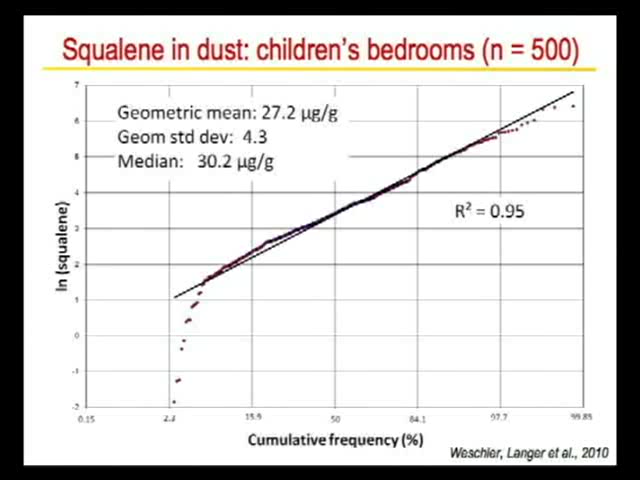 Squalene in dust: children's bedrooms (n = 500)
Geometric mean: 27.2 µg/g
Geom std dev: 4.3
Median: 30.2 µg/g
R² = 0.95
ln (squalene)
7
6
5
4
3
2
1
0
-1
-2
0.15 2.3 15.9 50 84.1 97.7 99.85
Cumulative frequency (%)
Weschler, Langer et al., 2010